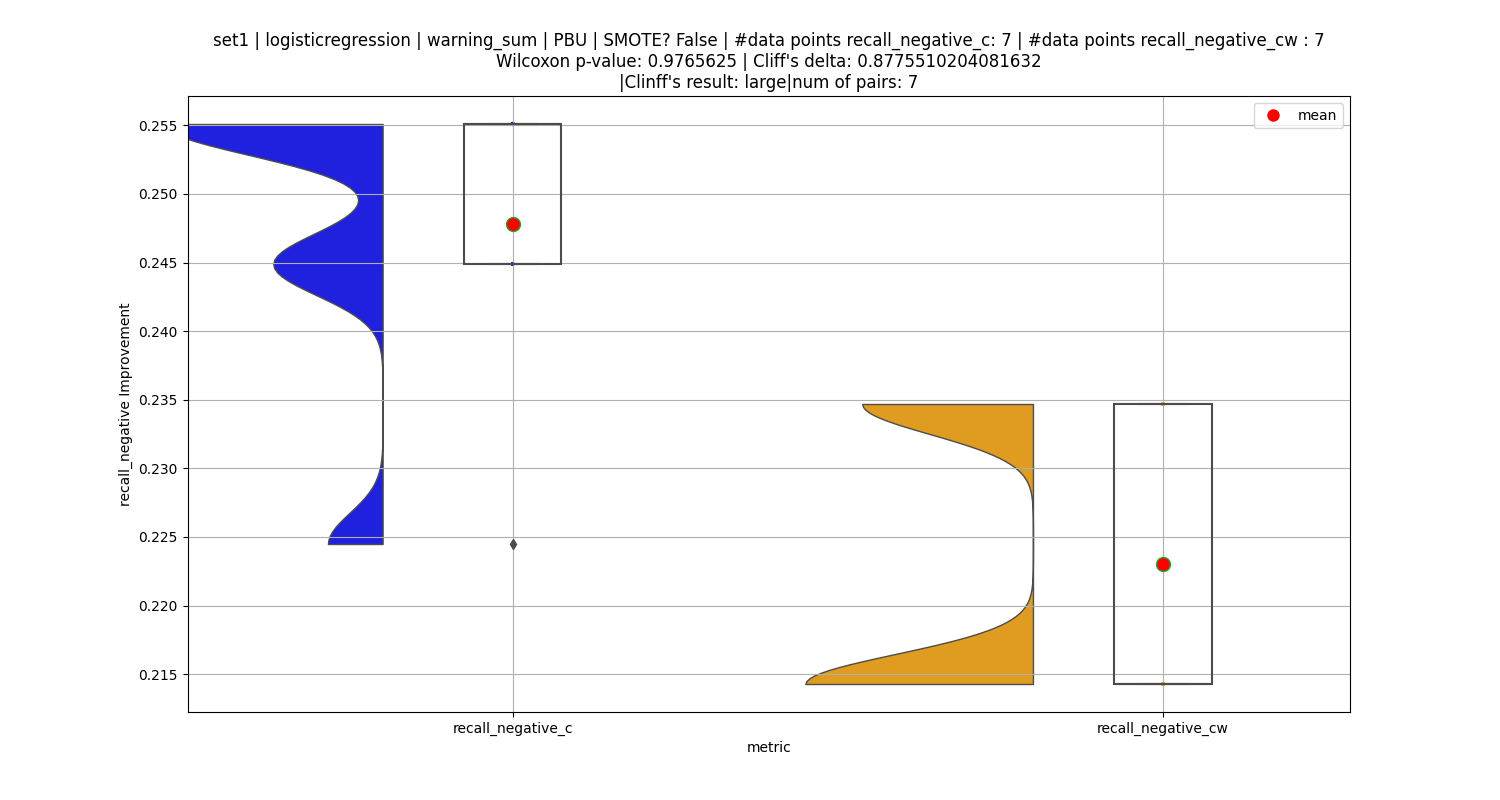 set1 | logisticregression | warning_sum | PBU | SMOTE? False | #data points recall_negative_c: 7 | #data points recall_negative_cw : 7
Wilcoxon p-value: 0.9765625 | Cliff's delta: 0.8775510204081632
|Clinff's result: large|num of pairs: 7
mean
0.255
0.250
0.245
0.240
0.235
0.230
0.225
0.220
0.215
recall_negative Improvement
recall_negative_c
recall_negative_cw
metric